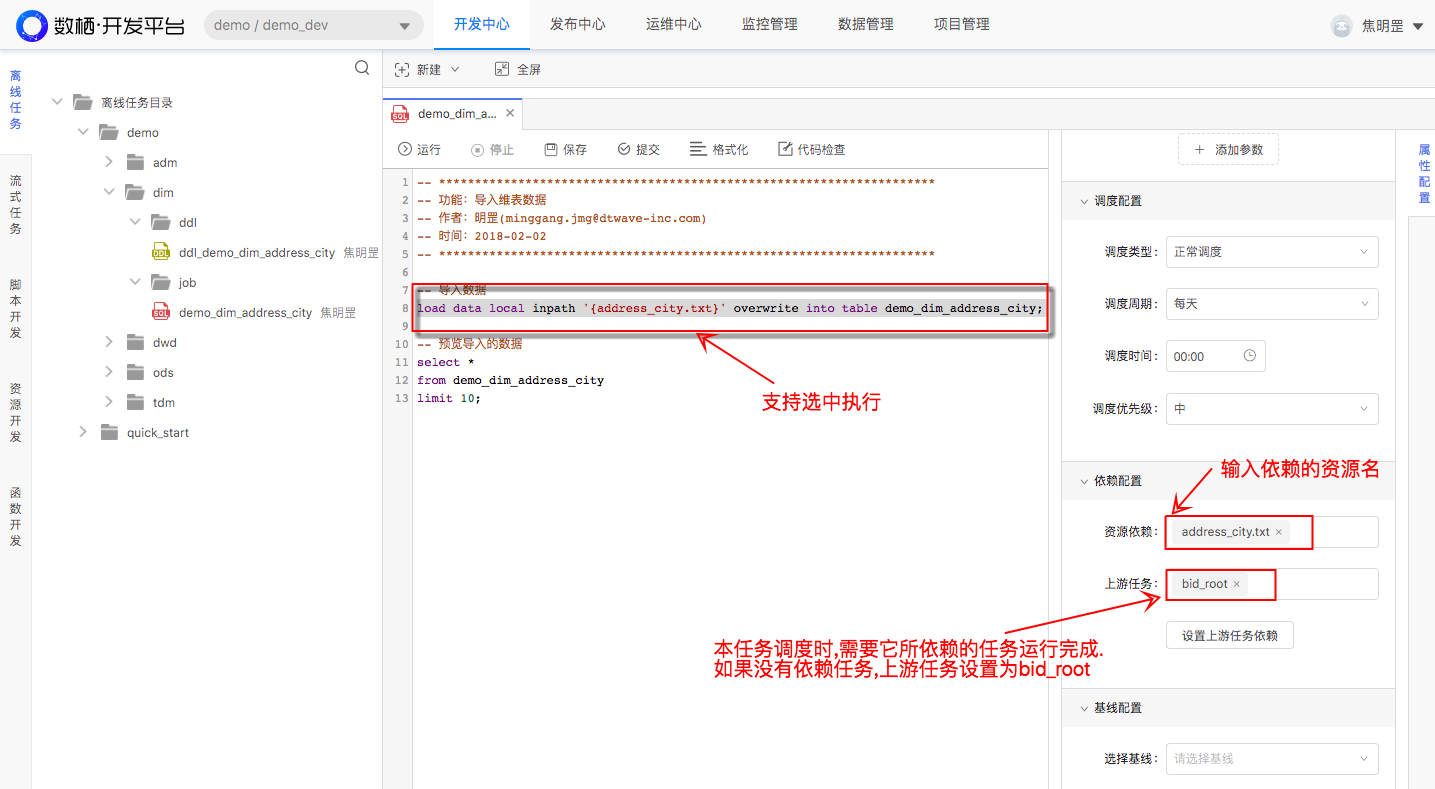 数栖·开发平台
demo / demo_dev
开发中心
发布中心
运维中心
监控管理
数据管理
项目管理
焦明罡
离线任务
流式任务
脚本开发
资源开发
函数开发
离线任务目录
demo
adm
dim
ddl
ddl_demo_dim_address_city 焦明罡
job
demo_dim_address_city 焦明罡
dwd
ods
tdm
quick_start
新建
全屏
demo_dim_a...
运行
停止
保存
提交
格式化
代码检查
1 -- *********************************************************************
2 -- 功能: 导入维表数据
3 -- 作者: 明罡(minggang.jmg@dtwave-inc.com)
4 -- 时间: 2018-02-02
5 -- *********************************************************************
6
7 -- 导入数据
8 load data local inpath '{address_city.txt}' overwrite into table demo_dim_address_city;
9
10 -- 预览导入的数据
11 select *
12 from demo_dim_address_city
13 limit 10;
支持选中执行
本任务调度时,需要它所依赖的任务运行完成.
如果没有依赖任务,上游任务设置为bid_root
+ 添加参数
调度配置
调度类型: 正常调度
调度周期: 每天
调度时间: 00:00
调度优先级: 中
依赖配置
输入依赖的资源名
资源依赖: address_city.txt ×
上游任务: bid_root ×
设置上游任务依赖
基线配置
选择基线: 请选择基线
属性配置